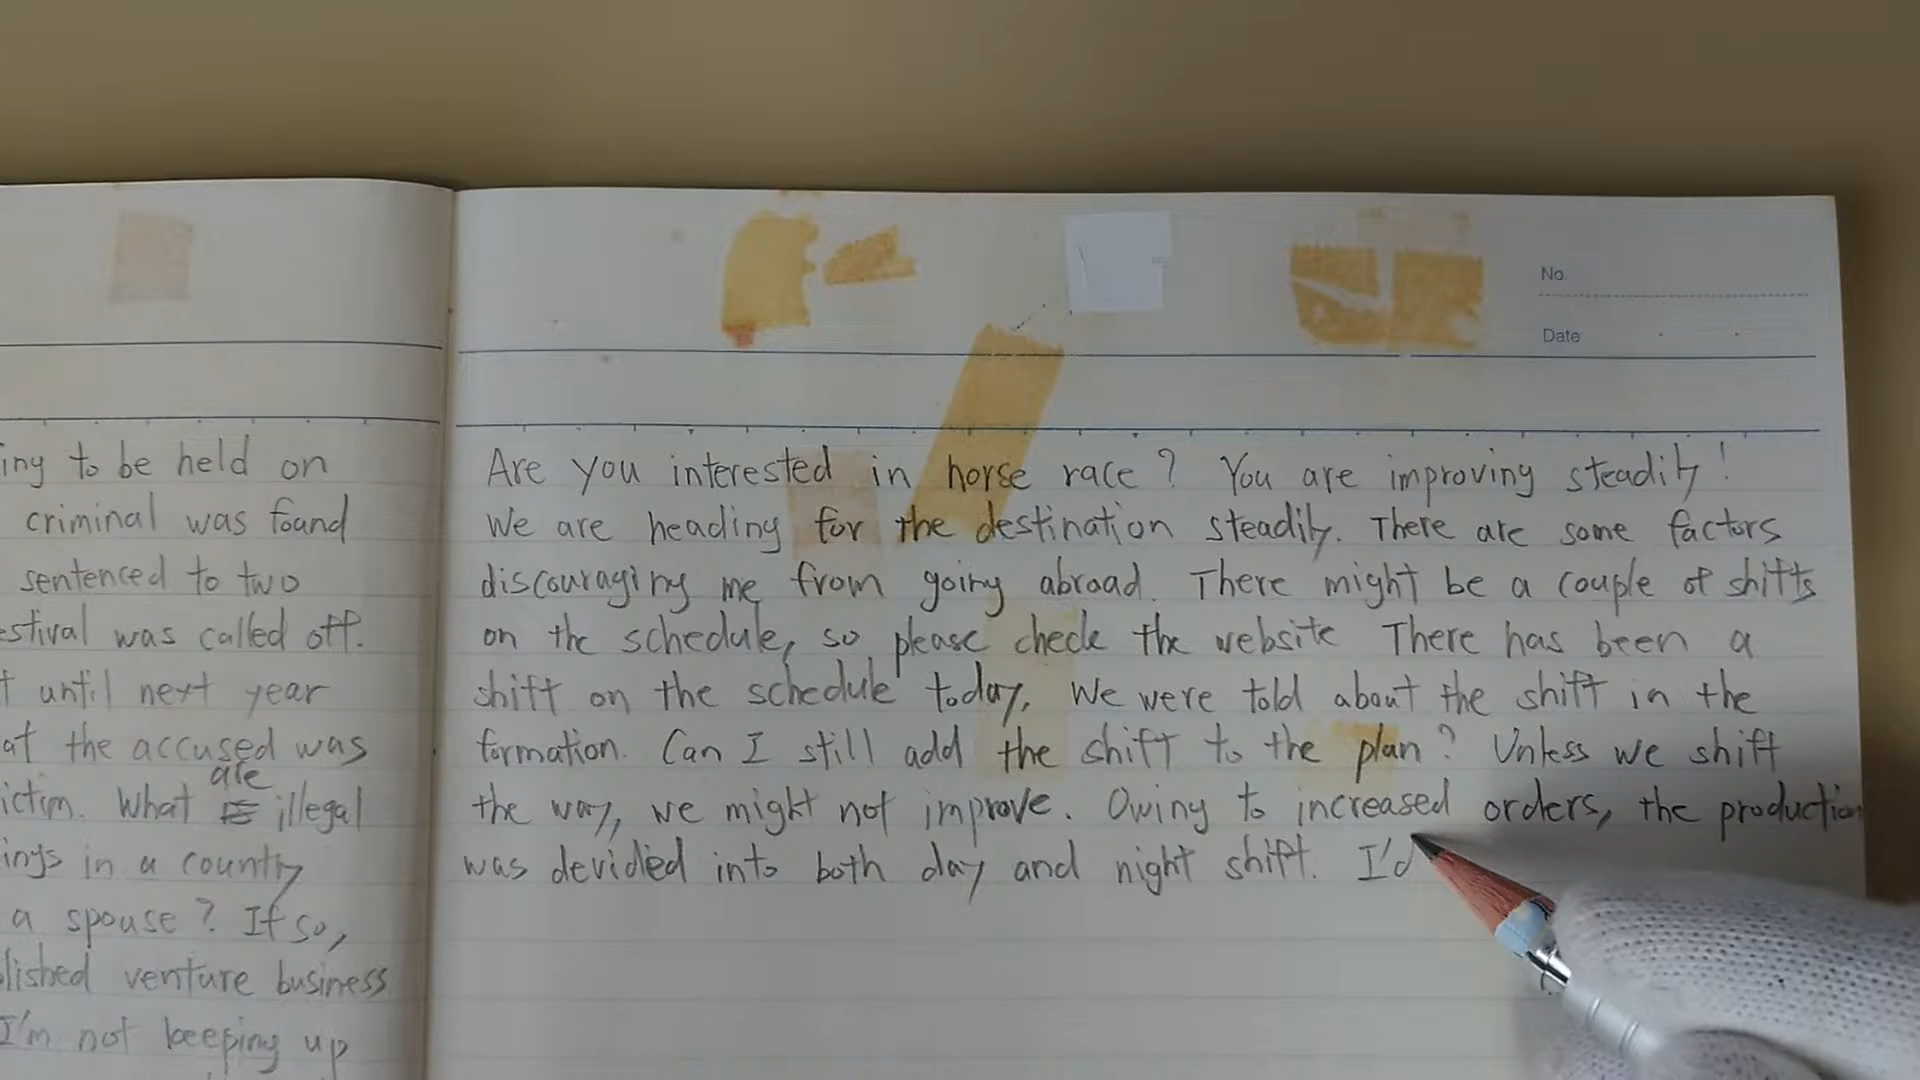 iny to be held on
criminal was found
sentenced to two
estival was called off.
t until next year
at the accused was
are
ictim. What illegal
ings in a country
a spouse? If so,
lished venture business
I'm not keeping up
No
Date
Are you interested in horse race? You are improving steadily!
We are heading for the destination steadily. There are some factors
discouraging me from going abroad. There might be a couple of shifts
on the schedule, so please check the website There has been a
shift on the schedule today. We were told about the shift in the
formation. Can I still add the shift to the plan? Unless we shift
the way, we might not improve. Owing to increased orders, the production
was devided into both day and night shift. I'd